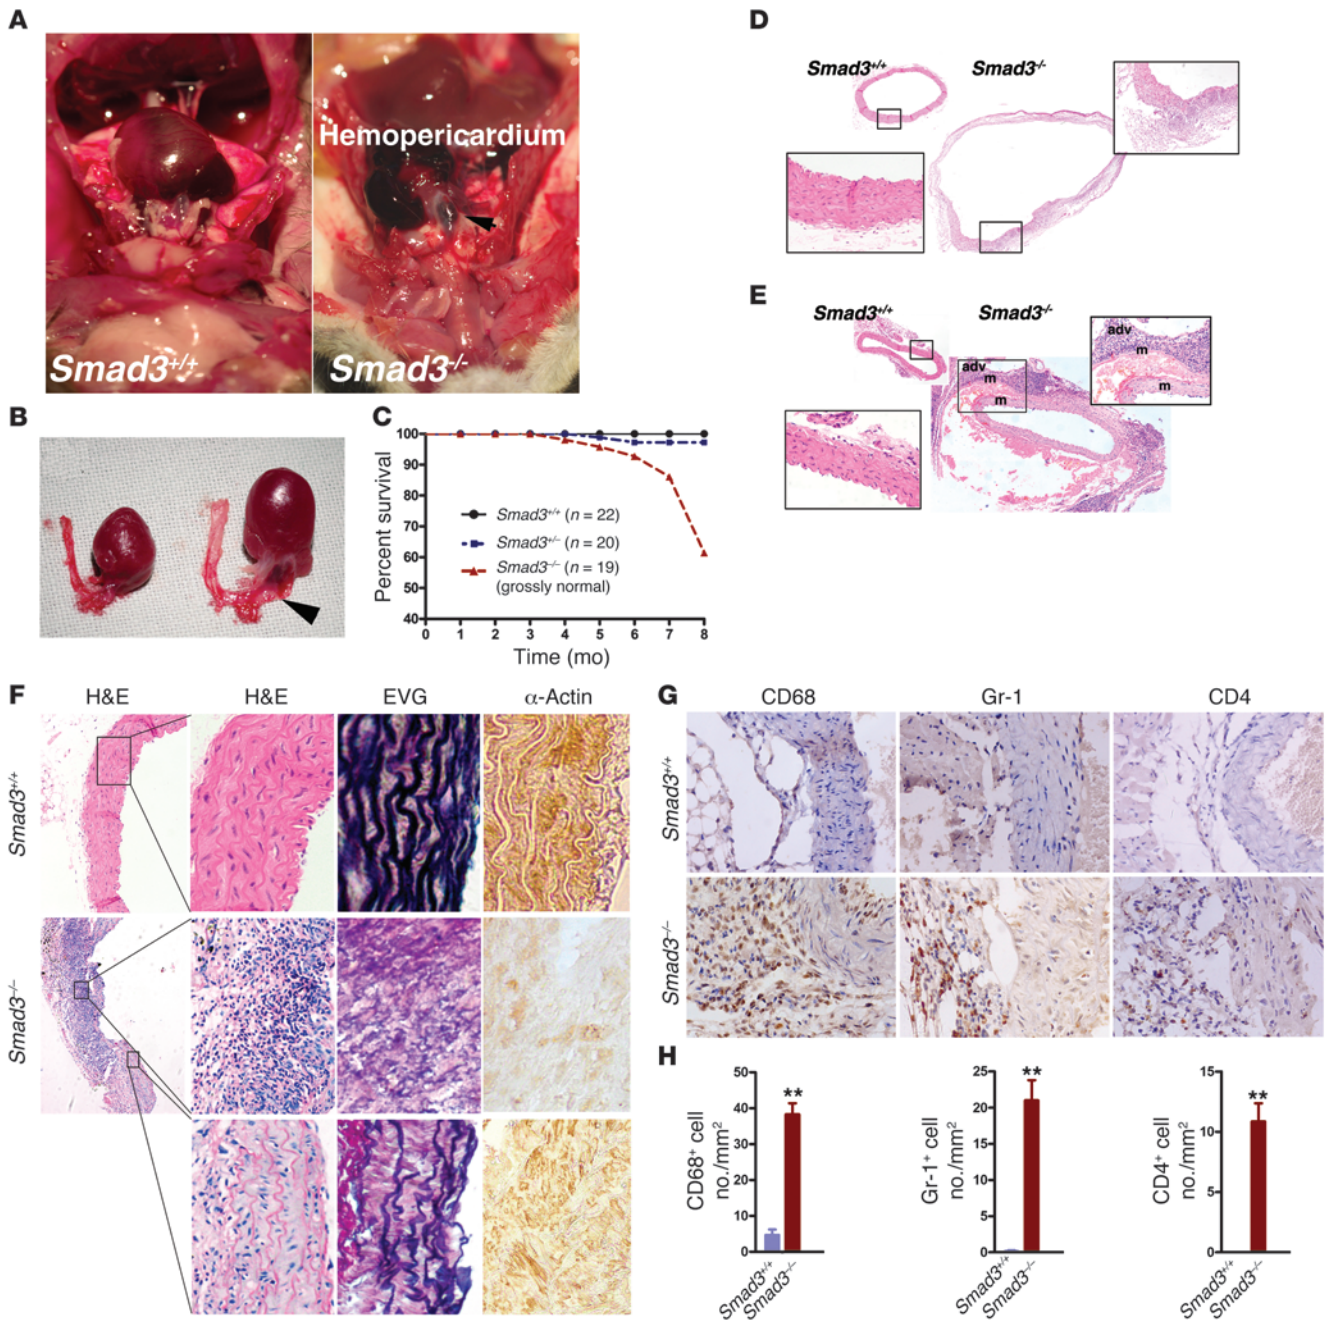 A
Hemopericardium
Smad3+/+
Smad3-/-
B
C
100
90
80
70
60
50
40
Percent survival
Smad3+/+ (n = 22)
Smad3+/– (n = 20)
Smad3–/– (n = 19)
(grossly normal)
0 1 2 3 4 5 6 7 8
Time (mo)
D
Smad3+/+
Smad3-/-
E
Smad3+/+
Smad3-/-
adv
m
m
adv
m
m
F
H&E
H&E
EVG
α-Actin
Smad3+/+
Smad3–/–
G
CD68
Gr-1
CD4
Smad3+/+
Smad3–/–
H
50
40
30
20
10
0
CD68+ cell
no./mm2
**
Smad3+/+
Smad3–/–
25
20
15
10
5
0
Gr-1+ cell
no./mm2
**
Smad3+/+
Smad3–/–
15
10
5
0
CD4+ cell
no./mm2
**
Smad3+/+
Smad3–/–